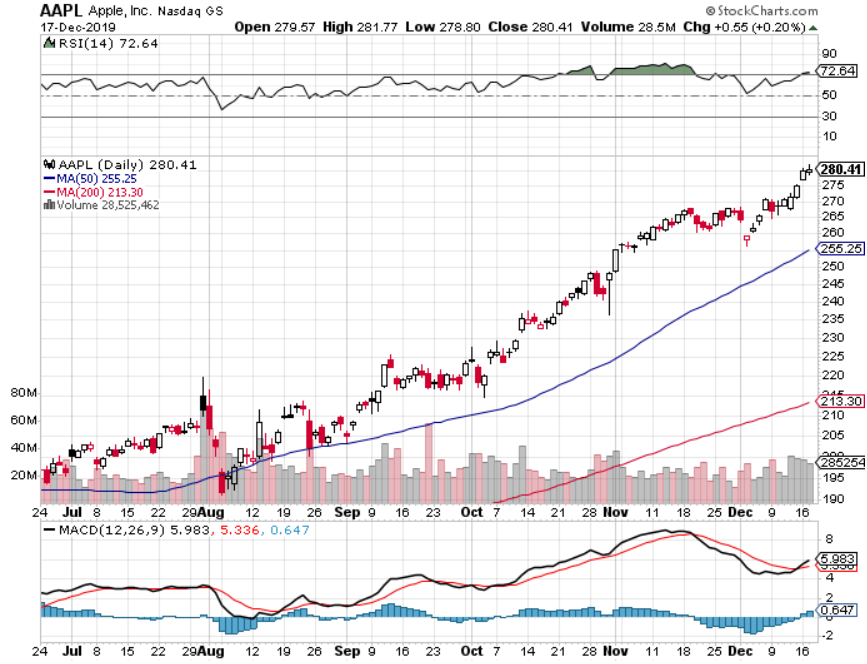 AAPL Apple, Inc. Nasdaq GS © StockCharts.com
17-Dec-2019 Open 279.57 High 281.77 Low 278.80 Close 280.41 Volume 28.5M Chg +0.55 (+0.20%)
RSI(14) 72.64
90
72.64
50
30
10
AAPL (Daily) 280.41
MA(50) 255.25
MA(200) 213.30
Volume 28,525,462
280.41
275
270
265
260
255.25
250
245
240
235
230
225
220
215
80M
213.30
210
60M
40M
205
200
285254
20M
195
190
24 Jul 8 15 22 29 Aug 12 19 26 Sep 9 16 23 Oct 7 14 21 28 Nov 11 18 25 Dec 9 16
MACD(12,26,9) 5.983, 5.336, 0.647
8
5.983
5.336
4
2
0.647
0
-2
24 Jul 8 15 22 29 Aug 12 19 26 Sep 9 16 23 Oct 7 14 21 28 Nov 11 18 25 Dec 9 16